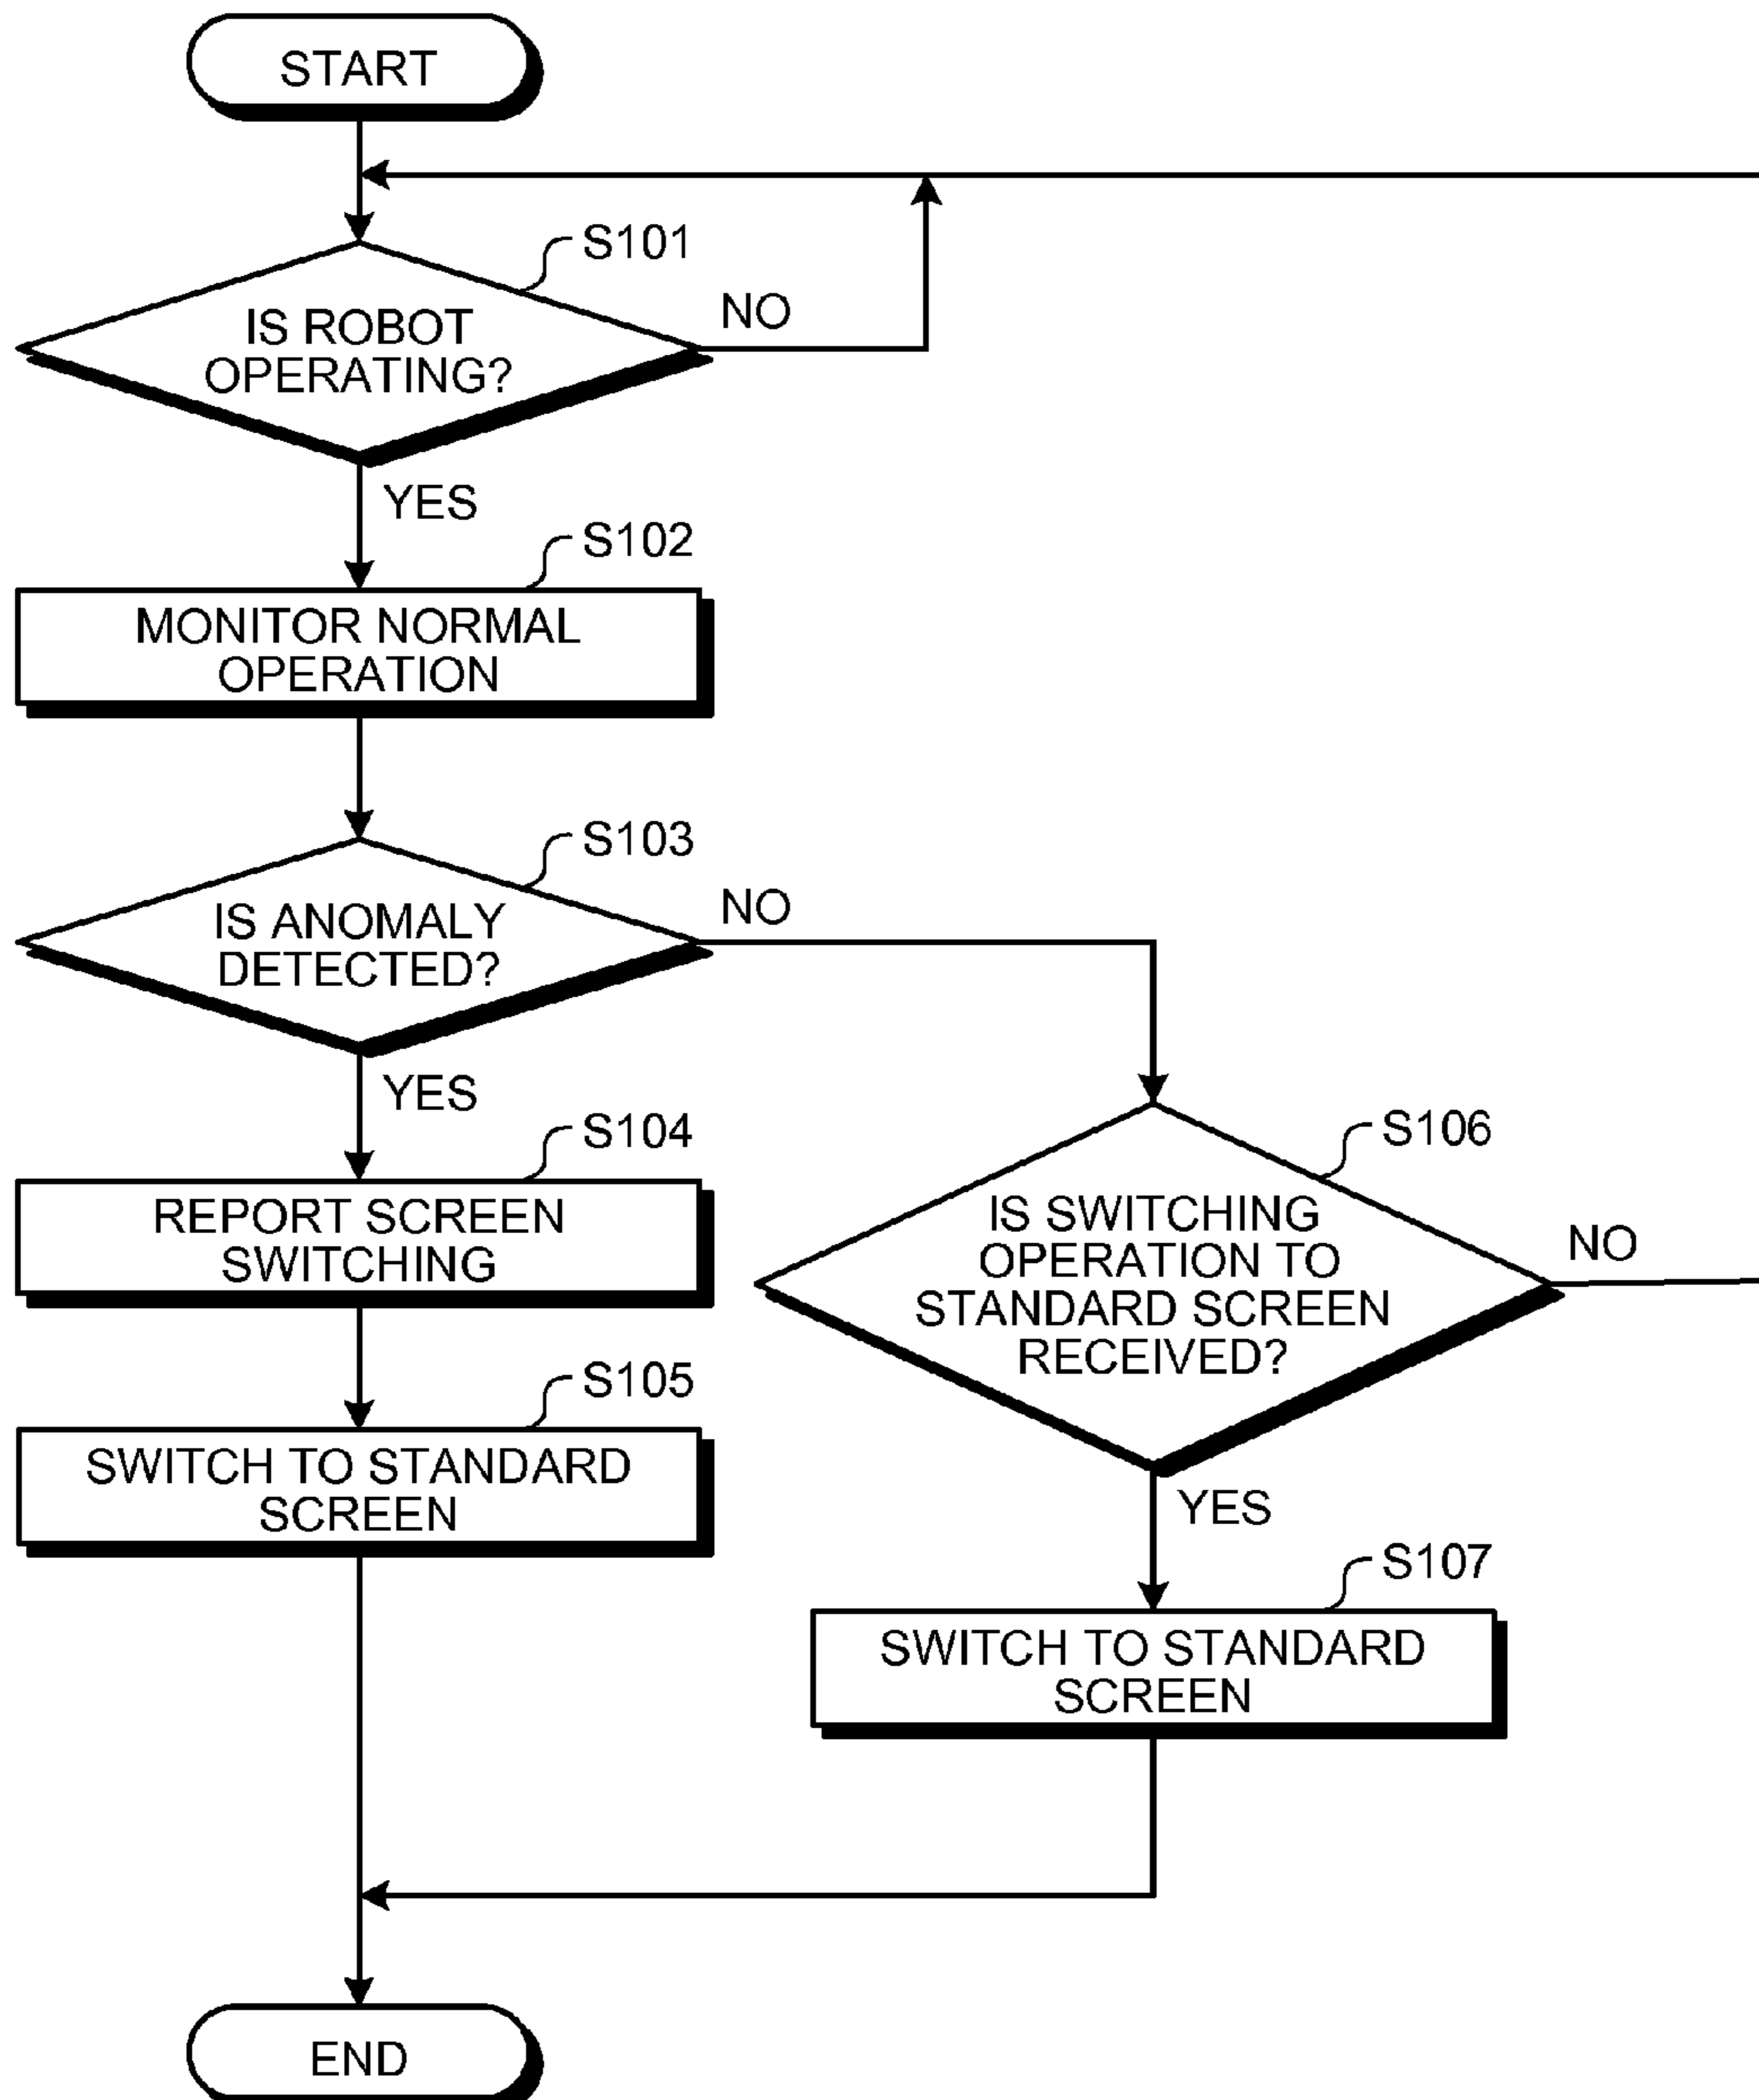 START
S101
IS ROBOT
OPERATING?
NO
YES
S102
MONITOR NORMAL
OPERATION
S103
IS ANOMALY
DETECTED?
NO
YES
S104
REPORT SCREEN
SWITCHING
S105
SWITCH TO STANDARD
SCREEN
S106
IS SWITCHING
OPERATION TO
STANDARD SCREEN
RECEIVED?
NO
YES
S107
SWITCH TO STANDARD
SCREEN
END